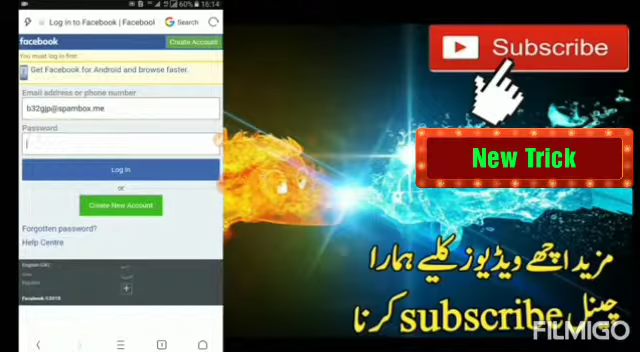 60% 16:14
Log in to Facebook | Facebool
Search
facebook
Create Account
You must log in first.
Get Facebook for Android and browse faster.
Email address or phone number
b32gjp@spambox.me
Password
Log In
or
Create New Account
Forgotten password?
Help Centre
English (UK)
Español
Facebook ©2019
Subscribe
New Trick
مزید اچھے ویڈیوز کلیے ہمارا
چینل subscribe کرنا
FILMIGO